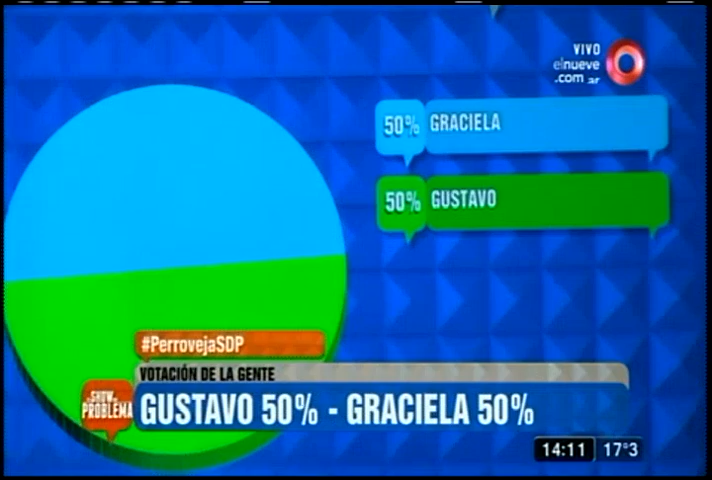 VIVO
elnueve
.com.ar
50% GRACIELA
50% GUSTAVO
#PerrovejaSDP
VOTACIÓN DE LA GENTE
SHOW
PROBLEMA
GUSTAVO 50% - GRACIELA 50%
14:11 17°3